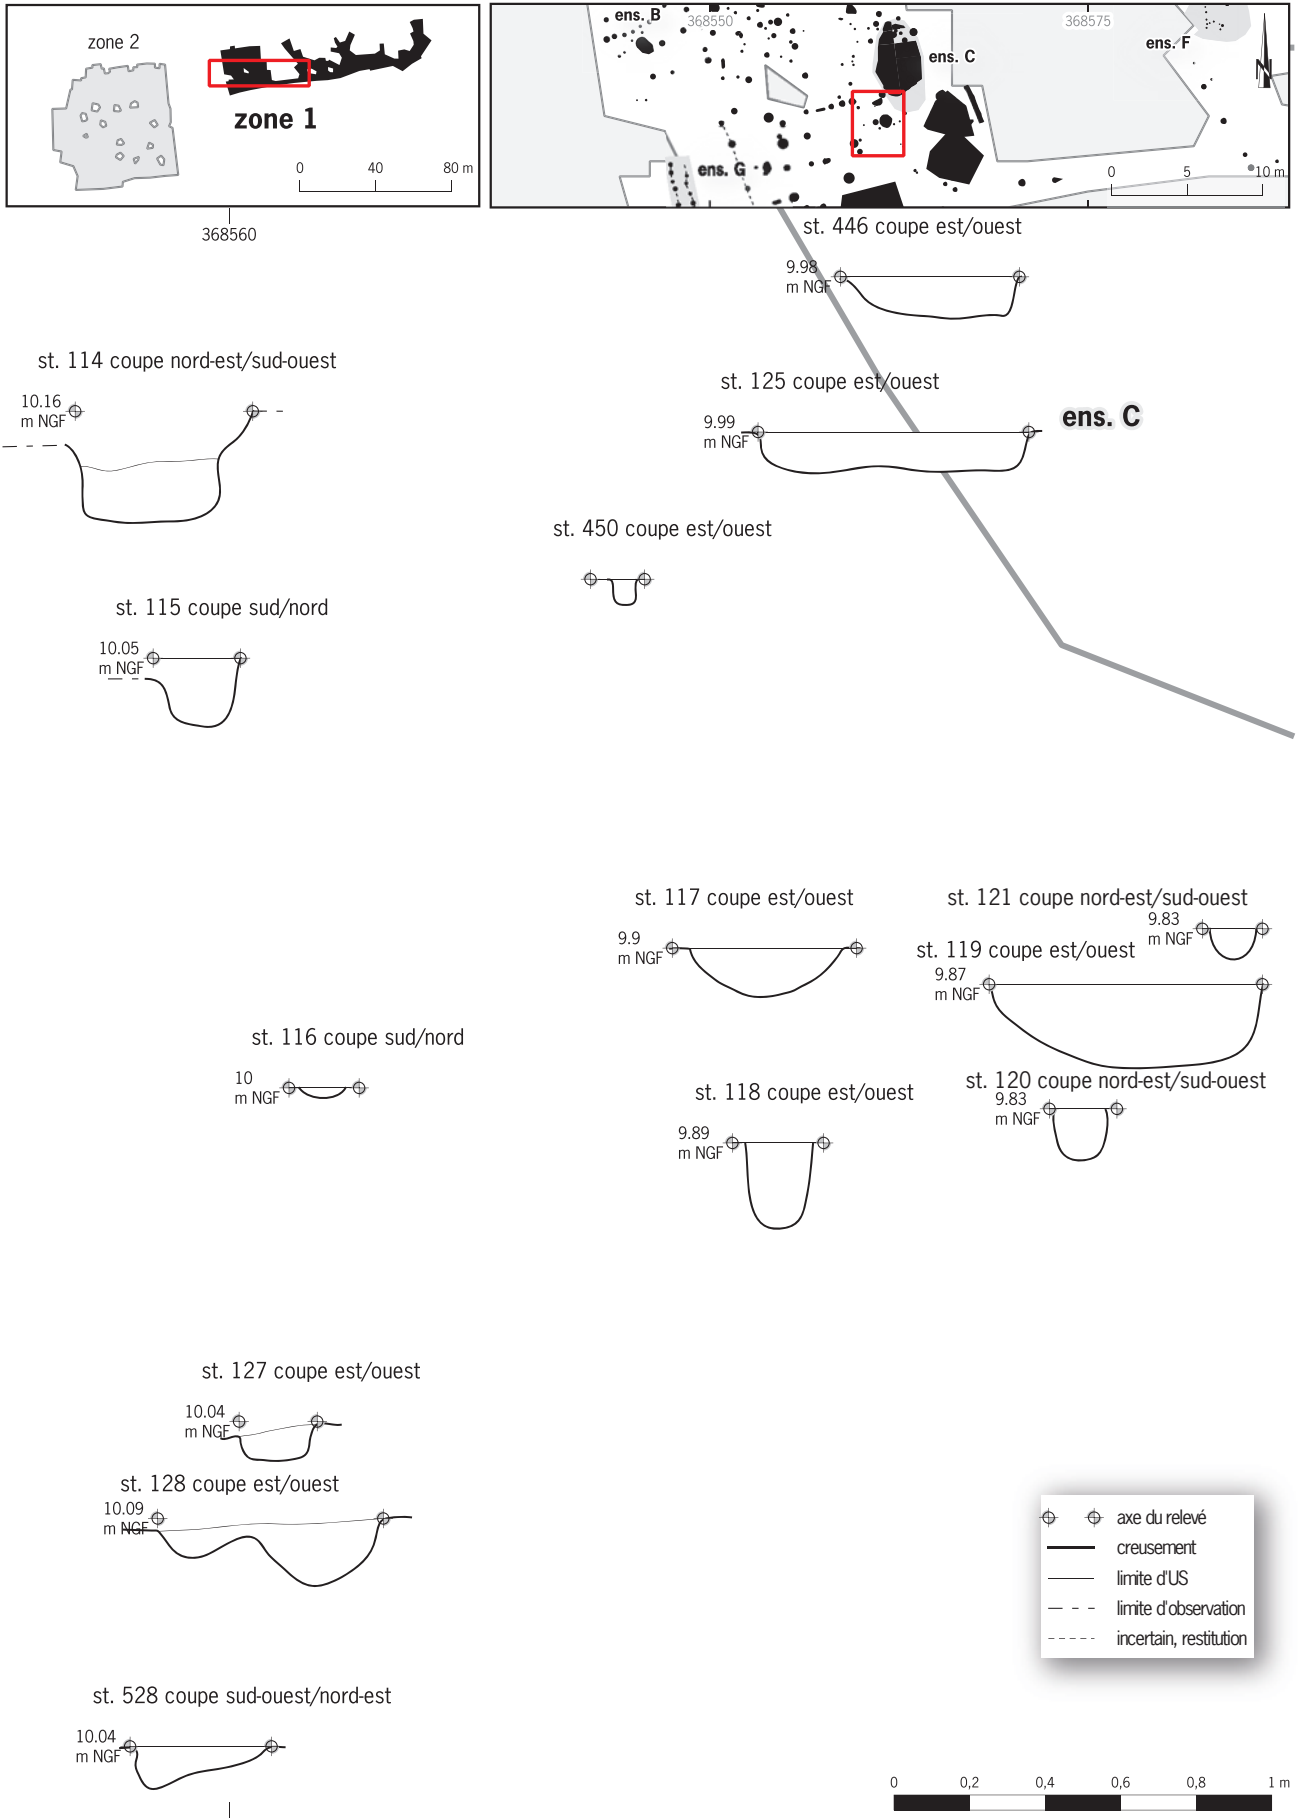 zone 2
zone 1
0 40 80 m
ens. B
368550
368575
ens. F
ens. C
N
ens. G
0 5 10 m
368560
st. 446 coupe est/ouest
9.98
m NGF
st. 114 coupe nord-est/sud-ouest
10.16
m NGF
st. 125 coupe est/ouest
9.99
m NGF
ens. C
st. 450 coupe est/ouest
st. 115 coupe sud/nord
10.05
m NGF
st. 117 coupe est/ouest
9.9
m NGF
st. 121 coupe nord-est/sud-ouest
9.83
m NGF
st. 119 coupe est/ouest
9.87
m NGF
st. 116 coupe sud/nord
10
m NGF
st. 118 coupe est/ouest
9.89
m NGF
st. 120 coupe nord-est/sud-ouest
9.83
m NGF
st. 127 coupe est/ouest
10.04
m NGF
st. 128 coupe est/ouest
10.09
m NGF
axe du relevé
creusement
limite d'US
limite d'observation
incertain, restitution
st. 528 coupe sud-ouest/nord-est
10.04
m NGF
0 0,2 0,4 0,6 0,8 1 m